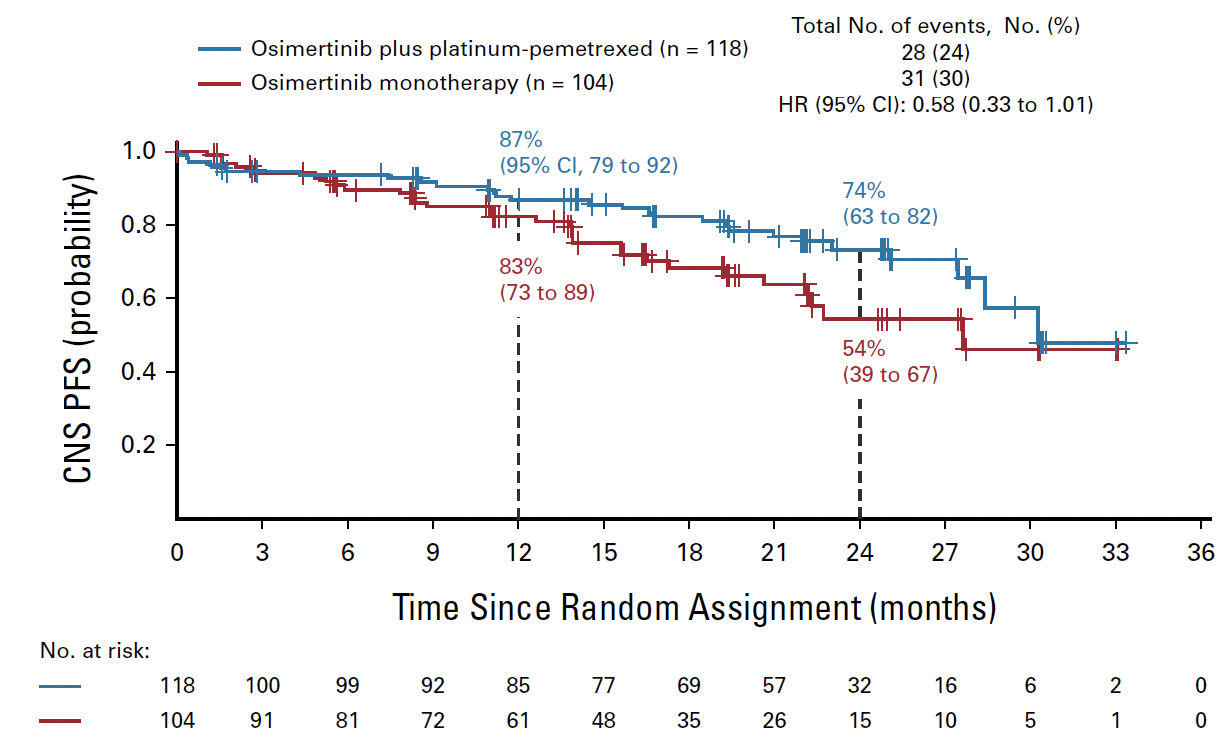 Total No. of events, No. (%)
Osimertinib plus platinum-pemetrexed (n = 118)
28 (24)
Osimertinib monotherapy (n = 104)
31 (30)
HR (95% CI): 0.58 (0.33 to 1.01)
CNS PFS (probability)
1.0
0.8
0.6
0.4
0.2
87%
(95% CI, 79 to 92)
83%
(73 to 89)
74%
(63 to 82)
54%
(39 to 67)
0 3 6 9 12 15 18 21 24 27 30 33 36
Time Since Random Assignment (months)
No. at risk:
118 100 99 92 85 77 69 57 32 16 6 2 0
104 91 81 72 61 48 35 26 15 10 5 1 0